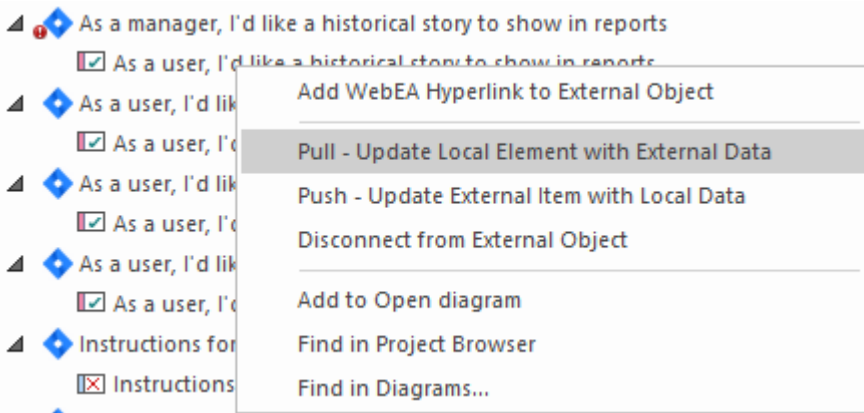 As a manager, I'd like a historical story to show in reports
As a user, I'd like a historical story to show in reports
Add WebEA Hyperlink to External Object
As a user, I'd lik
As a user, I'd
Pull - Update Local Element with External Data
As a user, I'd lik
Push - Update External Item with Local Data
As a user, I'd
Disconnect from External Object
As a user, I'd lik
As a user, I'd
Add to Open diagram
Instructions for
Find in Project Browser
Instructions
Find in Diagrams...